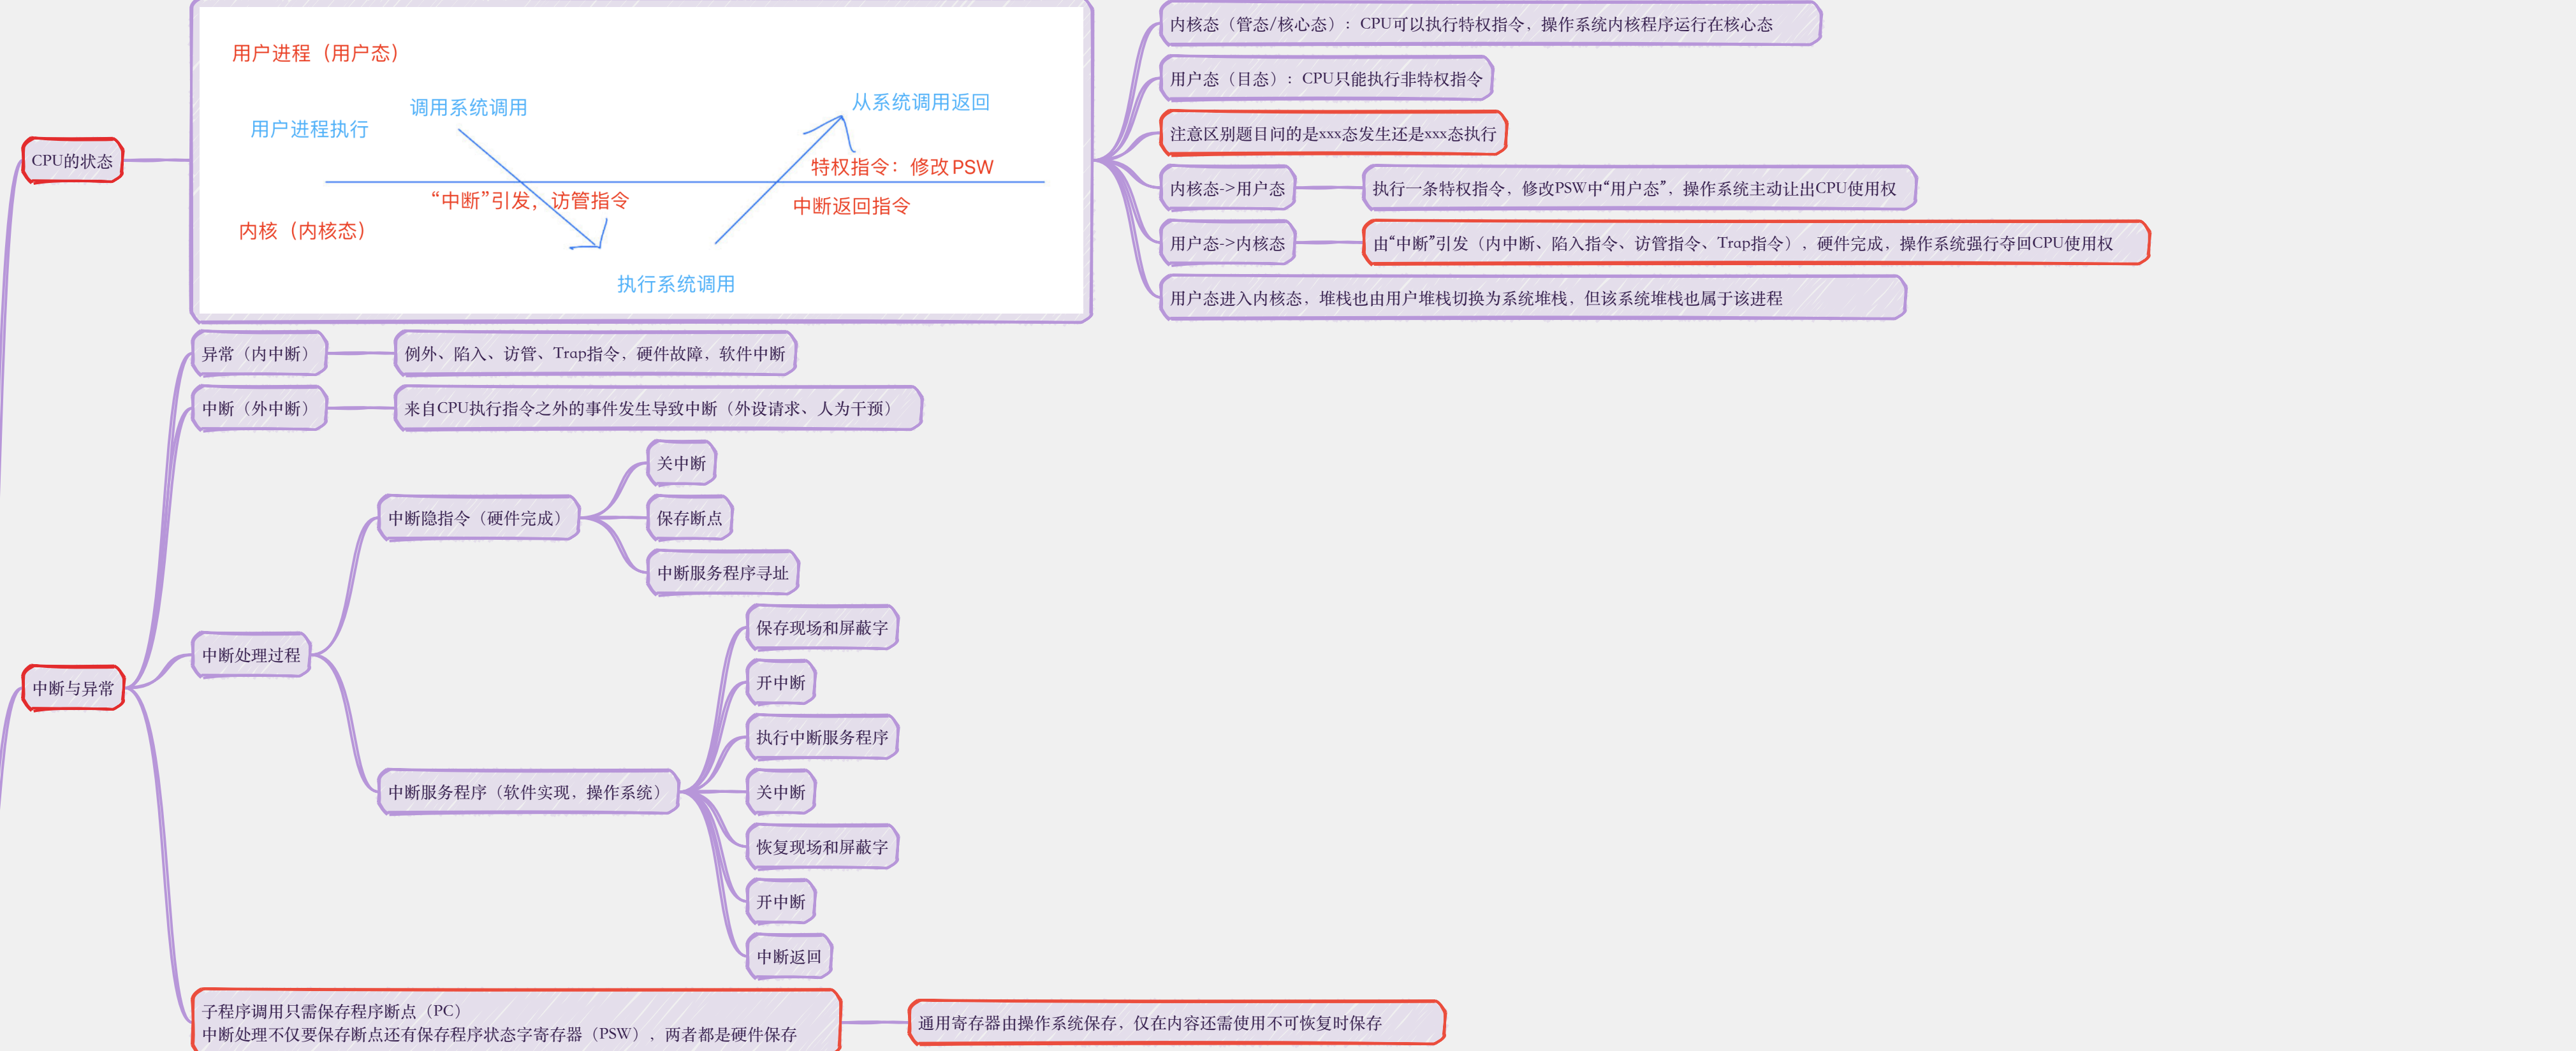 CPU的状态
用户进程（用户态）
调用系统调用
从系统调用返回
用户进程执行
特权指令：修改 PSW
“中断”引发，访管指令
中断返回指令
内核（内核态）
执行系统调用
内核态（管态/核心态）：CPU可以执行特权指令，操作系统内核程序运行在核心态
用户态（目态）：CPU只能执行非特权指令
注意区别题目问的是xxx态发生还是xxx态执行
内核态->用户态
执行一条特权指令，修改PSW中“用户态”，操作系统主动让出CPU使用权
用户态->内核态
由“中断”引发（内中断、陷入指令、访管指令、Trap指令），硬件完成，操作系统强行夺回CPU使用权
用户态进入内核态，堆栈也由用户堆栈切换为系统堆栈，但该系统堆栈也属于该进程
中断与异常
异常（内中断）
例外、陷入、访管、Trap指令，硬件故障，软件中断
中断（外中断）
来自CPU执行指令之外的事件发生导致中断（外设请求、人为干预）
中断处理过程
中断隐指令（硬件完成）
关中断
保存断点
中断服务程序寻址
中断服务程序（软件实现，操作系统）
保存现场和屏蔽字
开中断
执行中断服务程序
关中断
恢复现场和屏蔽字
开中断
中断返回
子程序调用只需保存程序断点（PC）
中断处理不仅要保存断点还有保存程序状态字寄存器（PSW），两者都是硬件保存
通用寄存器由操作系统保存，仅在内容还需使用不可恢复时保存